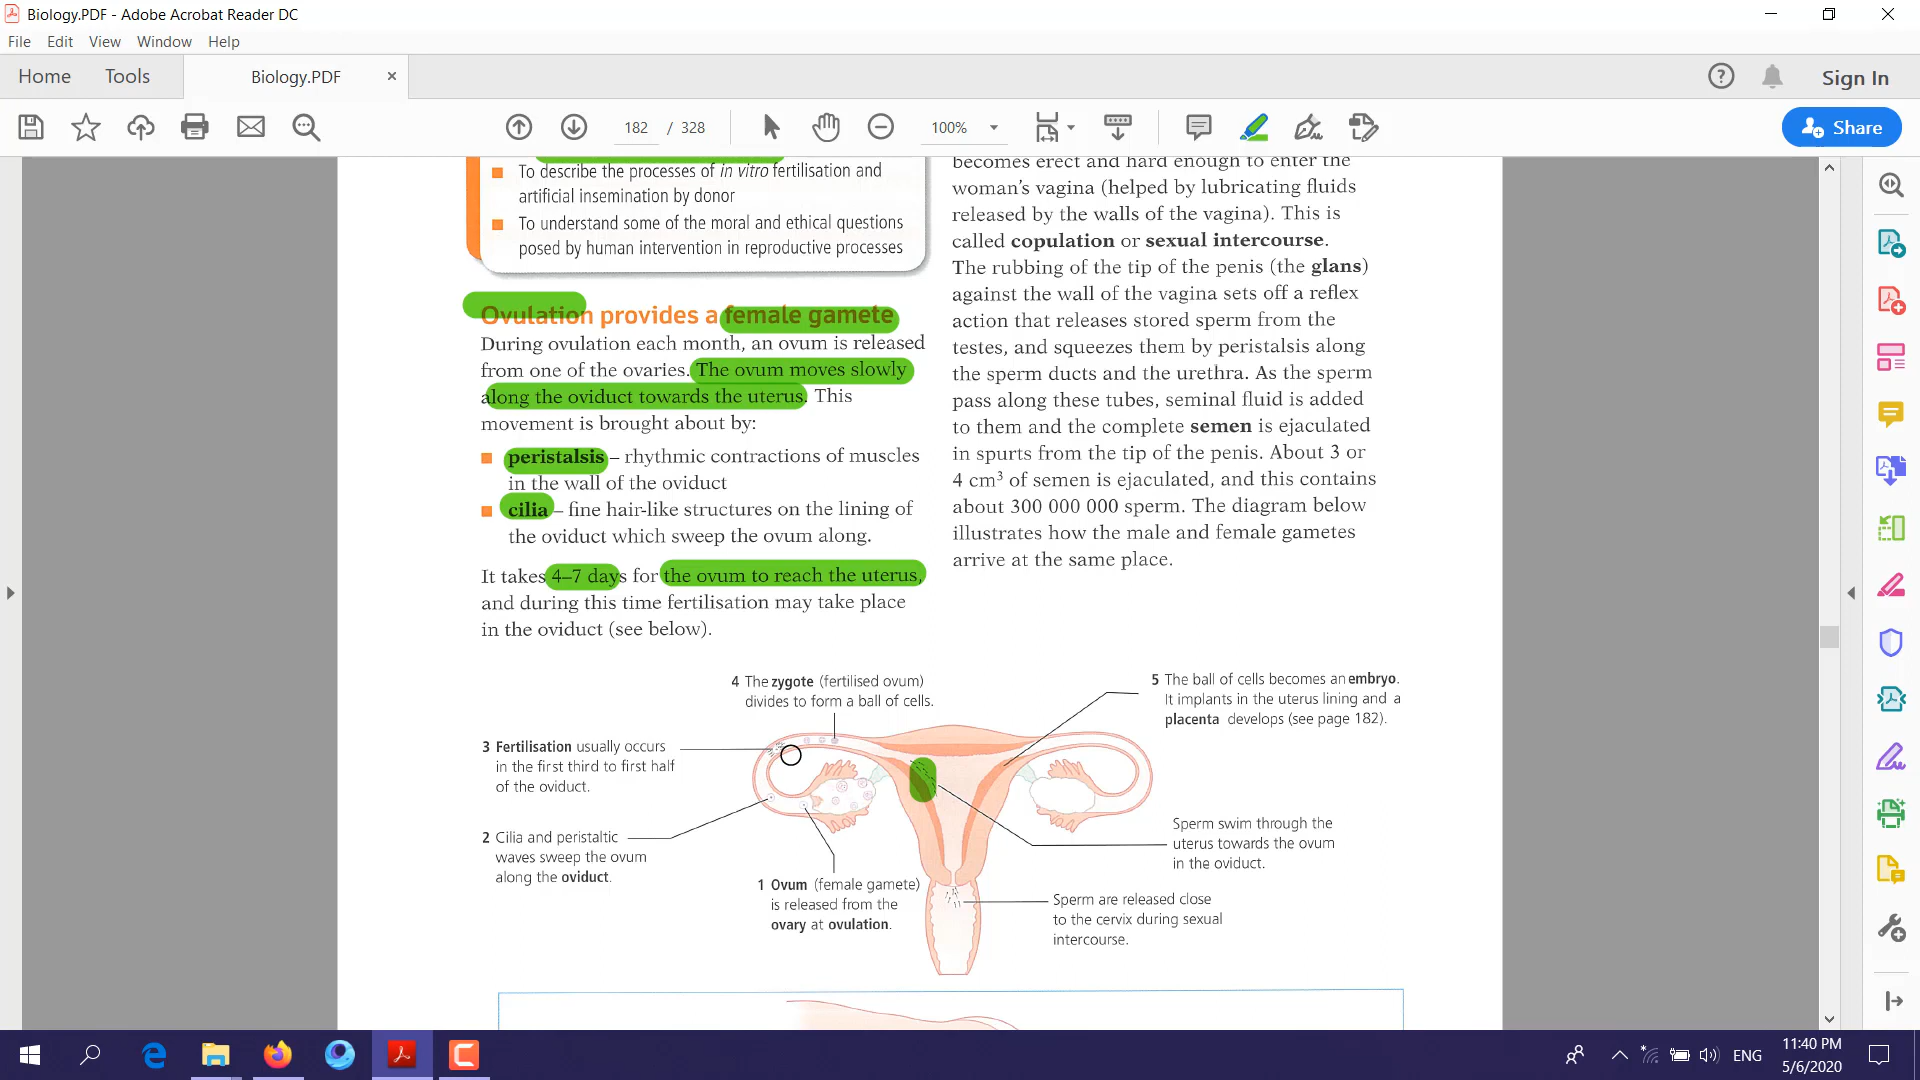 Biology.PDF - Adobe Acrobat Reader DC
File Edit View Window Help
Home Tools Biology.PDF × Sign In
182 / 328 100% Share
To describe the processes of in vitro fertilisation and
artificial insemination by donor
To understand some of the moral and ethical questions
posed by human intervention in reproductive processes
Ovulation provides a female gamete
During ovulation each month, an ovum is released
from one of the ovaries. The ovum moves slowly
along the oviduct towards the uterus. This
movement is brought about by:
peristalsis – rhythmic contractions of muscles
in the wall of the oviduct
cilia – fine hair-like structures on the lining of
the oviduct which sweep the ovum along.
It takes 4–7 days for the ovum to reach the uterus,
and during this time fertilisation may take place
in the oviduct (see below).
becomes erect and hard enough to enter the
woman's vagina (helped by lubricating fluids
released by the walls of the vagina). This is
called copulation or sexual intercourse.
The rubbing of the tip of the penis (the glans)
against the wall of the vagina sets off a reflex
action that releases stored sperm from the
testes, and squeezes them by peristalsis along
the sperm ducts and the urethra. As the sperm
pass along these tubes, seminal fluid is added
to them and the complete semen is ejaculated
in spurts from the tip of the penis. About 3 or
4 cm³ of semen is ejaculated, and this contains
about 300 000 000 sperm. The diagram below
illustrates how the male and female gametes
arrive at the same place.
4 The zygote (fertilised ovum)
divides to form a ball of cells.
5 The ball of cells becomes an embryo.
It implants in the uterus lining and a
placenta develops (see page 182).
3 Fertilisation usually occurs
in the first third to first half
of the oviduct.
2 Cilia and peristaltic
waves sweep the ovum
along the oviduct.
1 Ovum (female gamete)
is released from the
ovary at ovulation.
Sperm swim through the
uterus towards the ovum
in the oviduct.
Sperm are released close
to the cervix during sexual
intercourse.
ENG
11:40 PM
5/6/2020